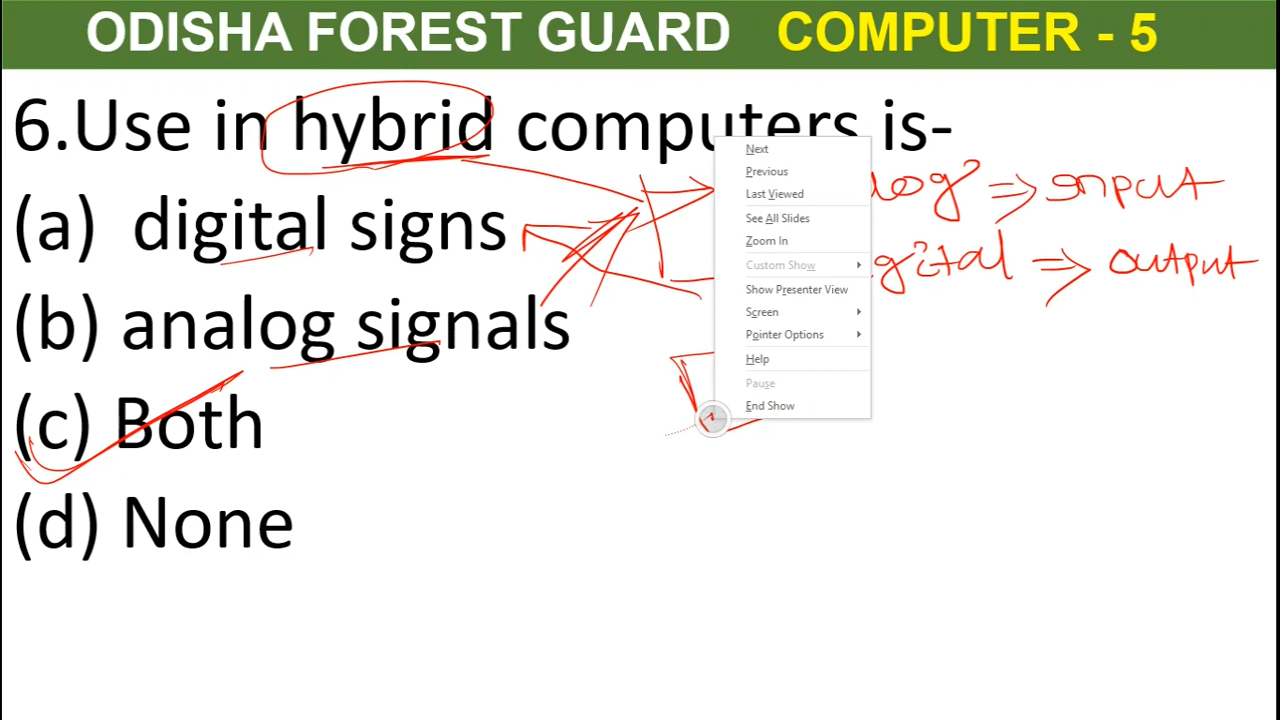 ODISHA FOREST GUARD COMPUTER - 5
6.Use in hybrid computers is-
(a) digital signs
(b) analog signals
(c) Both
(d) None
log ⇒ input
gital ⇒ output
Next
Previous
Last Viewed
See All Slides
Zoom In
Custom Show
Show Presenter View
Screen
Pointer Options
Help
Pause
End Show